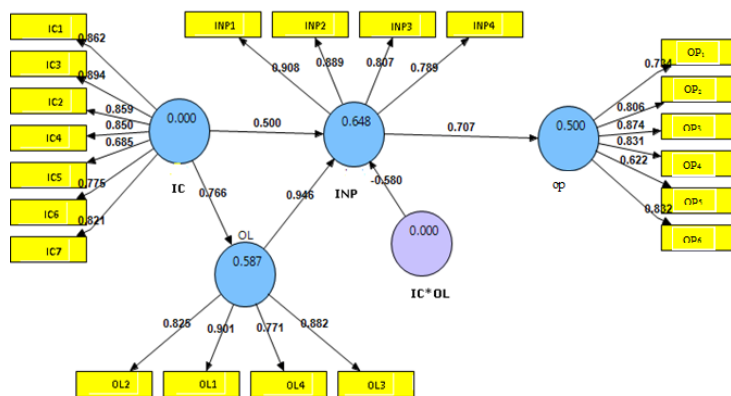 IC1
IC3
IC2
IC4
IC5
IC6
IC7
0.862
0.894
0.859
0.850
0.685
0.775
0.821
0.000
IC
0.500
0.766
INP1
INP2
INP3
INP4
0.908
0.889
0.807
0.789
0.648
INP
0.707
0.946
-0.580
0.500
op
OP₁
OP₂
OP3
OP4
OP5
OP6
0.806
0.874
0.831
0.622
0.832
OL
0.587
0.000
IC*OL
0.825
0.901
0.771
0.882
OL2
OL1
OL4
OL3